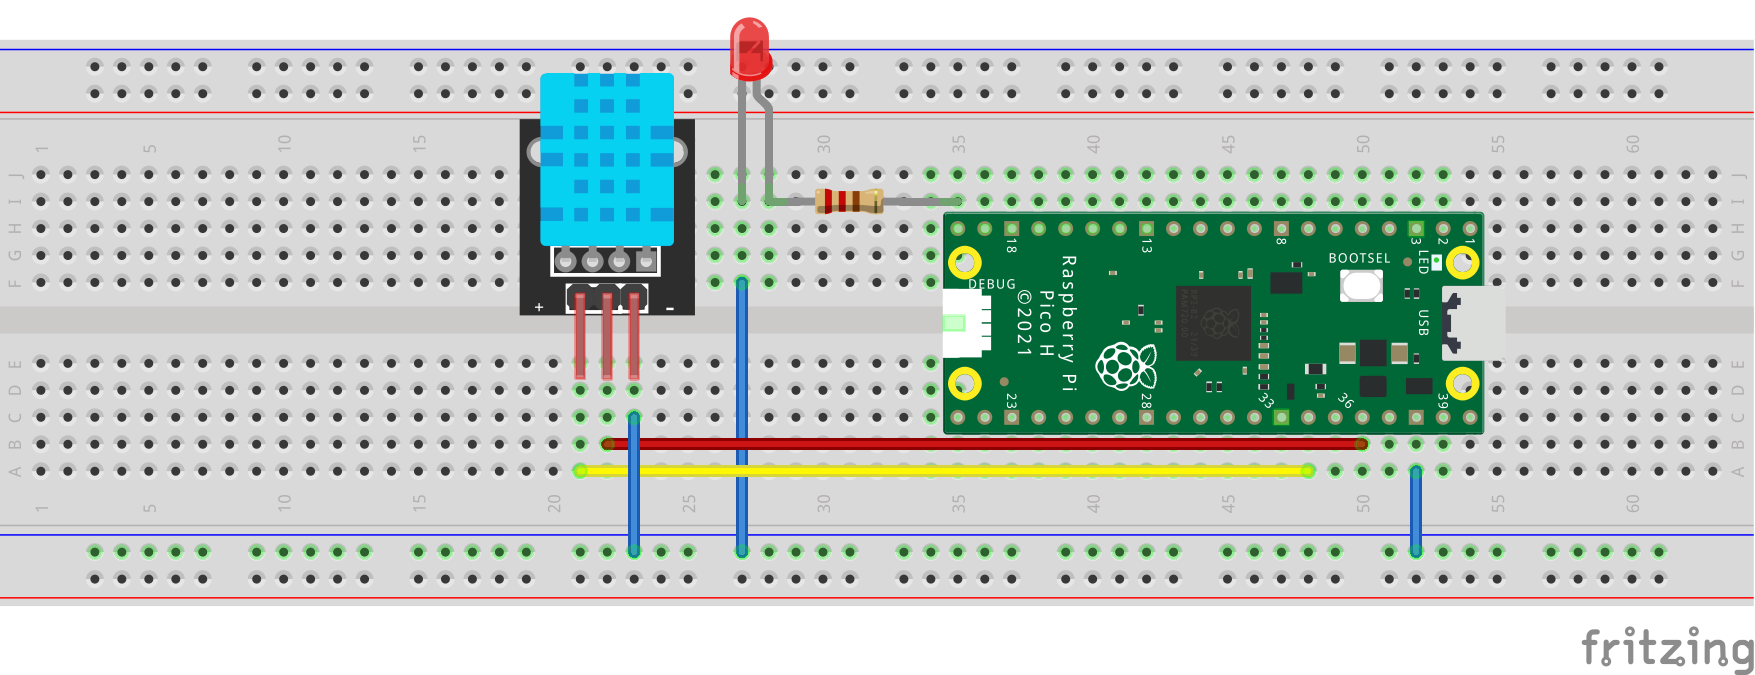 1 5 10 15 30 35 40 45 50 55 60
J J
I I
H H
G G
F F
+ -
18 13 8 3 2 1
LED
BOOTSEL
DEBUG
Raspberry Pi
Pico H
©2021
USB
E E
D D
C C
B B
A A
23 28 33 36 39
1 5 10 15 20 25 30 35 40 45 50 55 60
fritzing